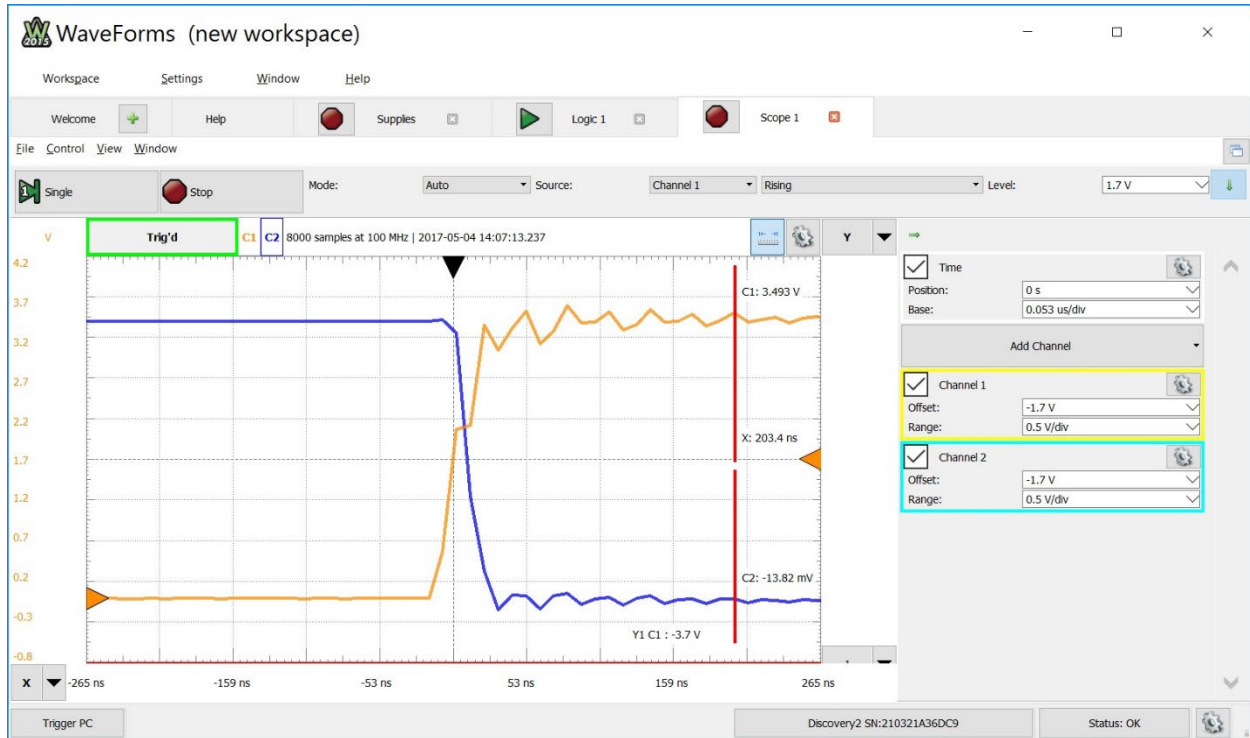 WaveForms (new workspace)
Workspace Settings Window Help
Welcome Help Supplies Logic 1 Scope 1
File Control View Window
1 Single Stop Mode: Auto Source: Channel 1 Rising Level: 1.7 V
V Trig'd C1 C2 8000 samples at 100 MHz | 2017-05-04 14:07:13.237 Y
4.2
3.7
3.2
2.7
2.2
1.7
1.2
0.7
0.2
-0.3
-0.8
C1: 3.493 V
X: 203.4 ns
C2: -13.82 mV
Y1 C1 : -3.7 V
X -265 ns -159 ns -53 ns 53 ns 159 ns 265 ns
Time
Position: 0 s
Base: 0.053 us/div
Add Channel
Channel 1
Offset: -1.7 V
Range: 0.5 V/div
Channel 2
Offset: -1.7 V
Range: 0.5 V/div
Trigger PC Discovery2 SN:210321A36DC9 Status: OK